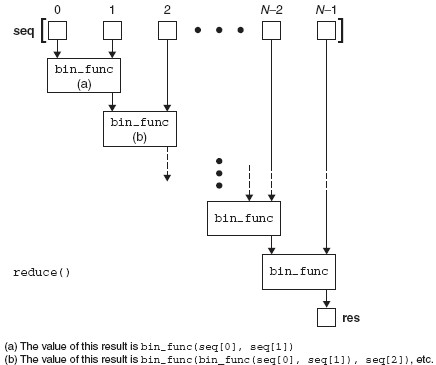 0 1 2 N–2 N–1
seq [ ]
bin_func
(a)
bin_func
(b)
bin_func
reduce() bin_func
res
(a) The value of this result is bin_func(seq[0], seq[1])
(b) The value of this result is bin_func(bin_func(seq[0], seq[1]), seq[2]), etc.